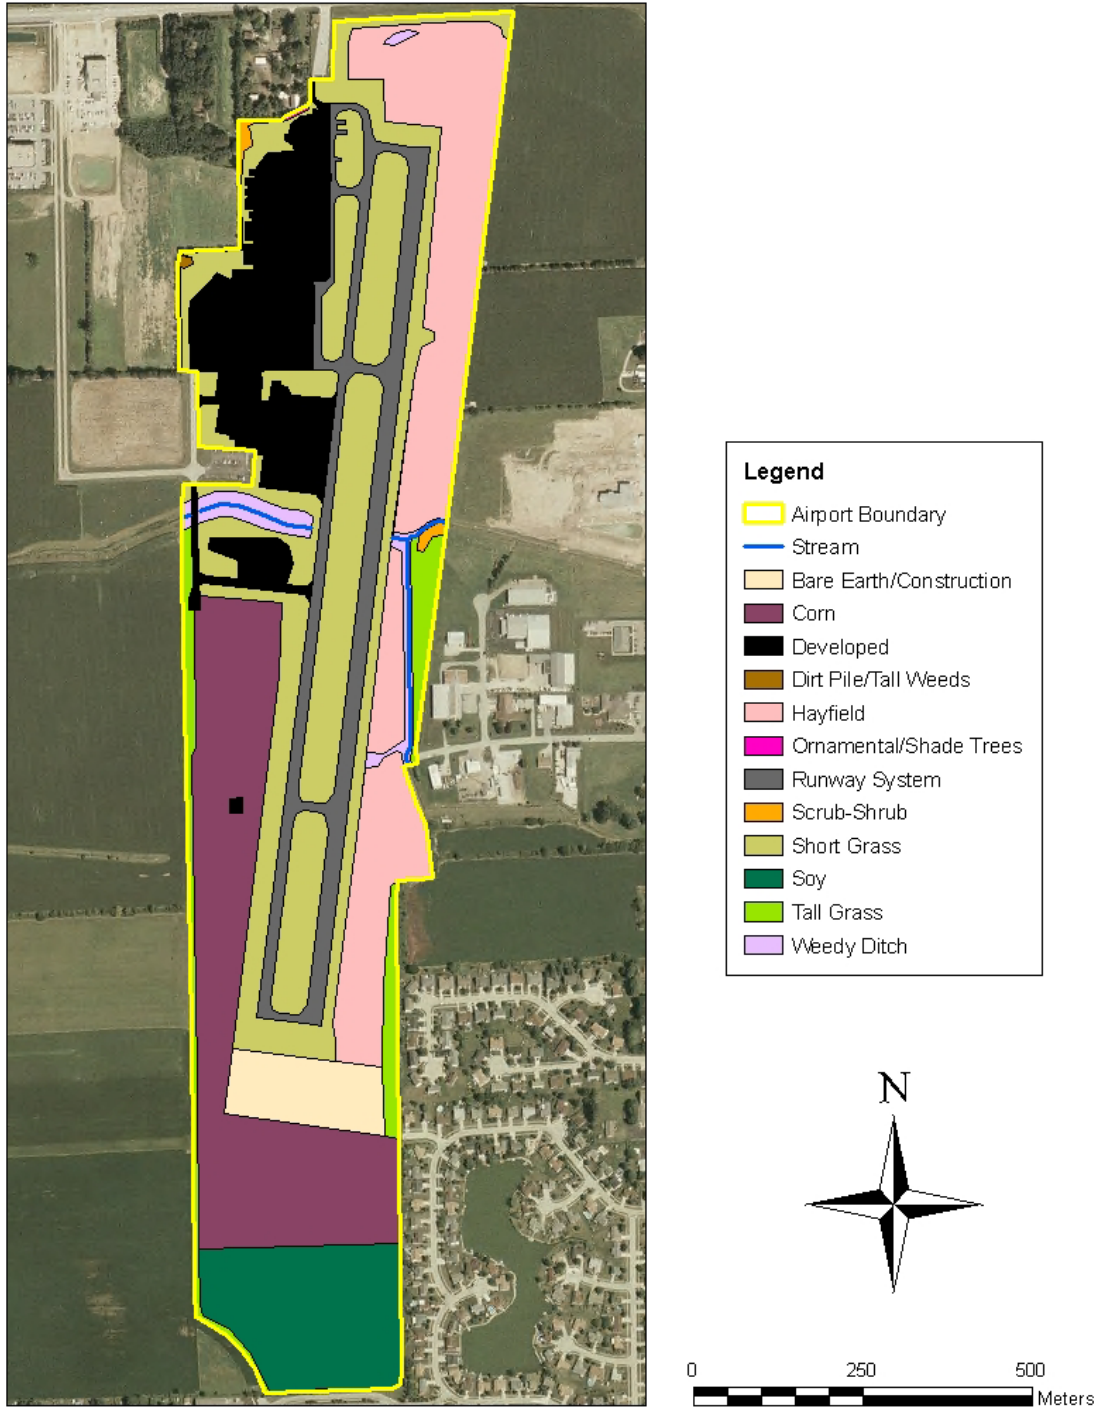 Legend
Airport Boundary
Stream
Bare Earth/Construction
Corn
Developed
Dirt Pile/Tall Weeds
Hayfield
Ornamental/Shade Trees
Runway System
Scrub-Shrub
Short Grass
Soy
Tall Grass
Weedy Ditch
N
0 250 500
Meters